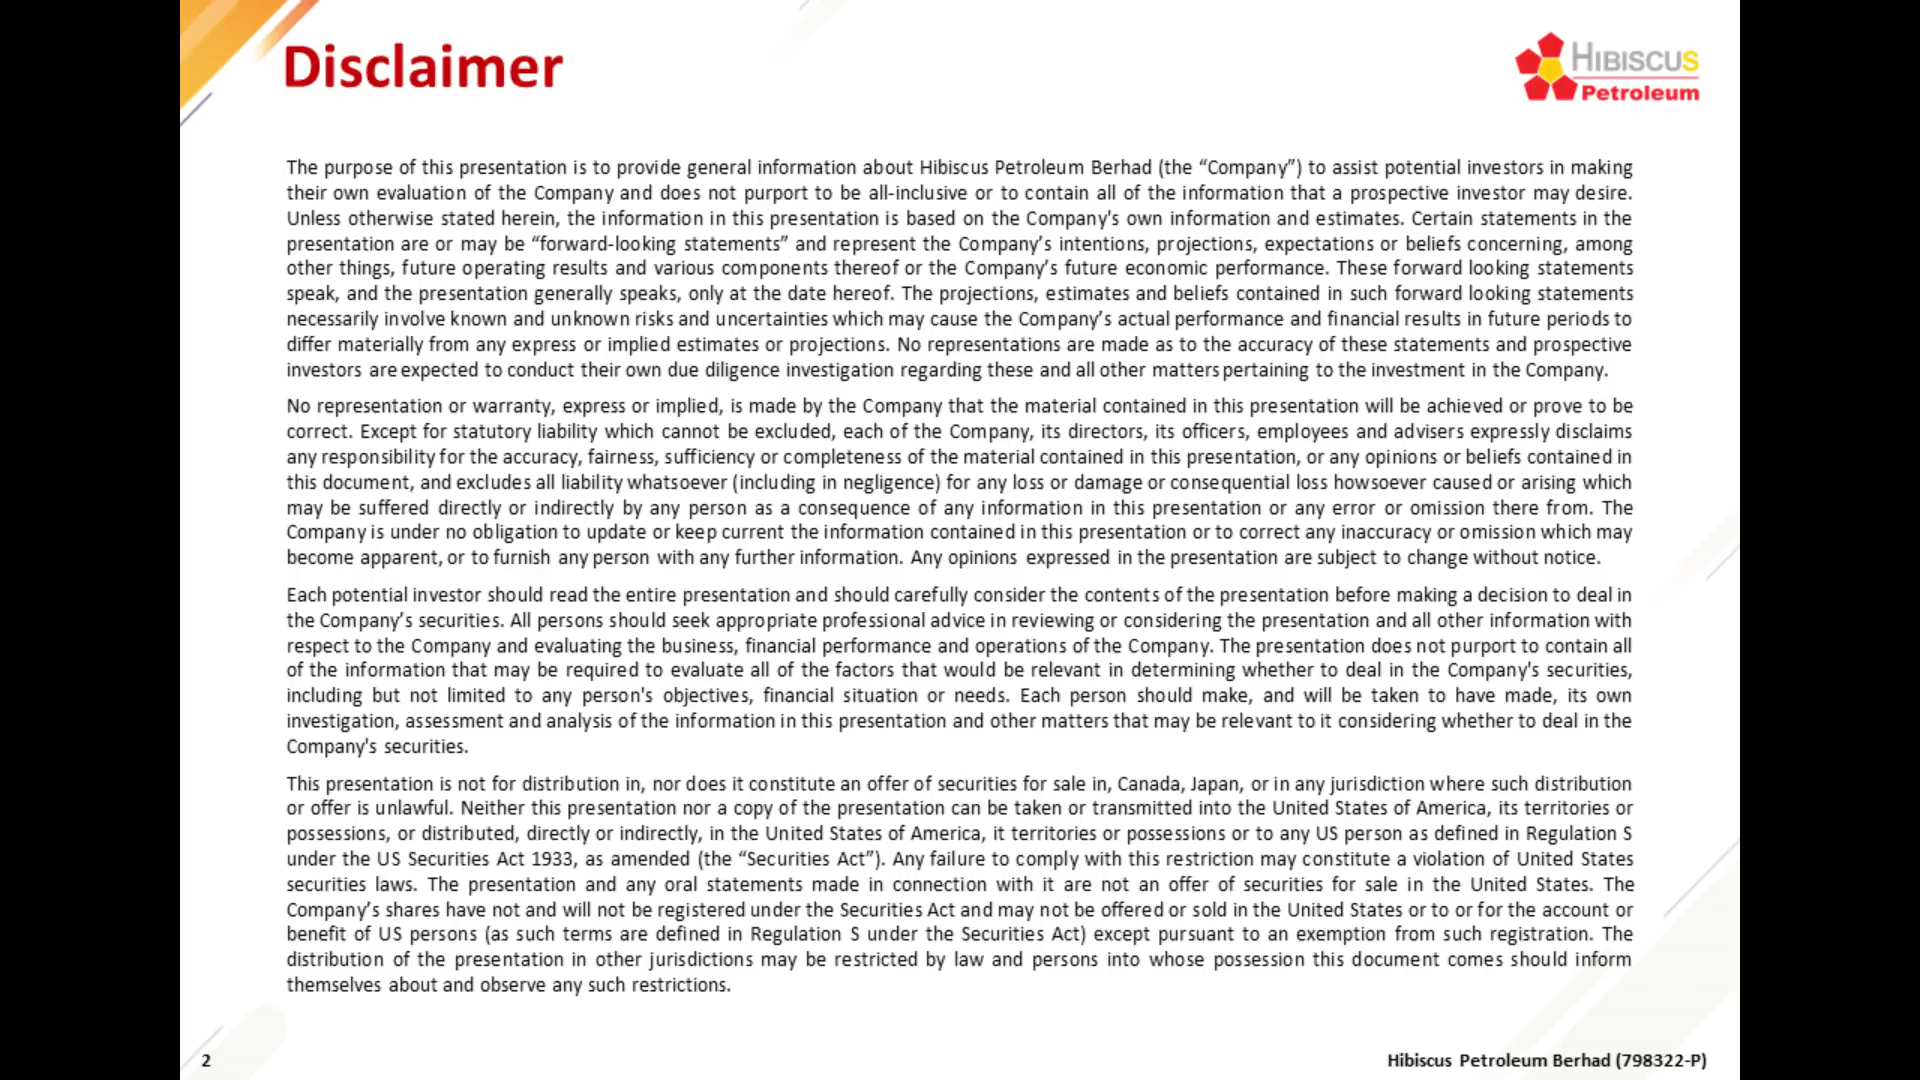 Disclaimer
HIBISCUS
Petroleum
The purpose of this presentation is to provide general information about Hibiscus Petroleum Berhad (the “Company”) to assist potential investors in making
their own evaluation of the Company and does not purport to be all-inclusive or to contain all of the information that a prospective investor may desire.
Unless otherwise stated herein, the information in this presentation is based on the Company's own information and estimates. Certain statements in the
presentation are or may be “forward-looking statements” and represent the Company’s intentions, projections, expectations or beliefs concerning, among
other things, future operating results and various components thereof or the Company’s future economic performance. These forward looking statements
speak, and the presentation generally speaks, only at the date hereof. The projections, estimates and beliefs contained in such forward looking statements
necessarily involve known and unknown risks and uncertainties which may cause the Company’s actual performance and financial results in future periods to
differ materially from any express or implied estimates or projections. No representations are made as to the accuracy of these statements and prospective
investors are expected to conduct their own due diligence investigation regarding these and all other matters pertaining to the investment in the Company.
No representation or warranty, express or implied, is made by the Company that the material contained in this presentation will be achieved or prove to be
correct. Except for statutory liability which cannot be excluded, each of the Company, its directors, its officers, employees and advisers expressly disclaims
any responsibility for the accuracy, fairness, sufficiency or completeness of the material contained in this presentation, or any opinions or beliefs contained in
this document, and excludes all liability whatsoever (including in negligence) for any loss or damage or consequential loss howsoever caused or arising which
may be suffered directly or indirectly by any person as a consequence of any information in this presentation or any error or omission there from. The
Company is under no obligation to update or keep current the information contained in this presentation or to correct any inaccuracy or omission which may
become apparent, or to furnish any person with any further information. Any opinions expressed in the presentation are subject to change without notice.
Each potential investor should read the entire presentation and should carefully consider the contents of the presentation before making a decision to deal in
the Company’s securities. All persons should seek appropriate professional advice in reviewing or considering the presentation and all other information with
respect to the Company and evaluating the business, financial performance and operations of the Company. The presentation does not purport to contain all
of the information that may be required to evaluate all of the factors that would be relevant in determining whether to deal in the Company's securities,
including but not limited to any person's objectives, financial situation or needs. Each person should make, and will be taken to have made, its own
investigation, assessment and analysis of the information in this presentation and other matters that may be relevant to it considering whether to deal in the
Company's securities.
This presentation is not for distribution in, nor does it constitute an offer of securities for sale in, Canada, Japan, or in any jurisdiction where such distribution
or offer is unlawful. Neither this presentation nor a copy of the presentation can be taken or transmitted into the United States of America, its territories or
possessions, or distributed, directly or indirectly, in the United States of America, it territories or possessions or to any US person as defined in Regulation S
under the US Securities Act 1933, as amended (the “Securities Act”). Any failure to comply with this restriction may constitute a violation of United States
securities laws. The presentation and any oral statements made in connection with it are not an offer of securities for sale in the United States. The
Company’s shares have not and will not be registered under the Securities Act and may not be offered or sold in the United States or to or for the account or
benefit of US persons (as such terms are defined in Regulation S under the Securities Act) except pursuant to an exemption from such registration. The
distribution of the presentation in other jurisdictions may be restricted by law and persons into whose possession this document comes should inform
themselves about and observe any such restrictions.
2
Hibiscus Petroleum Berhad (798322-P)